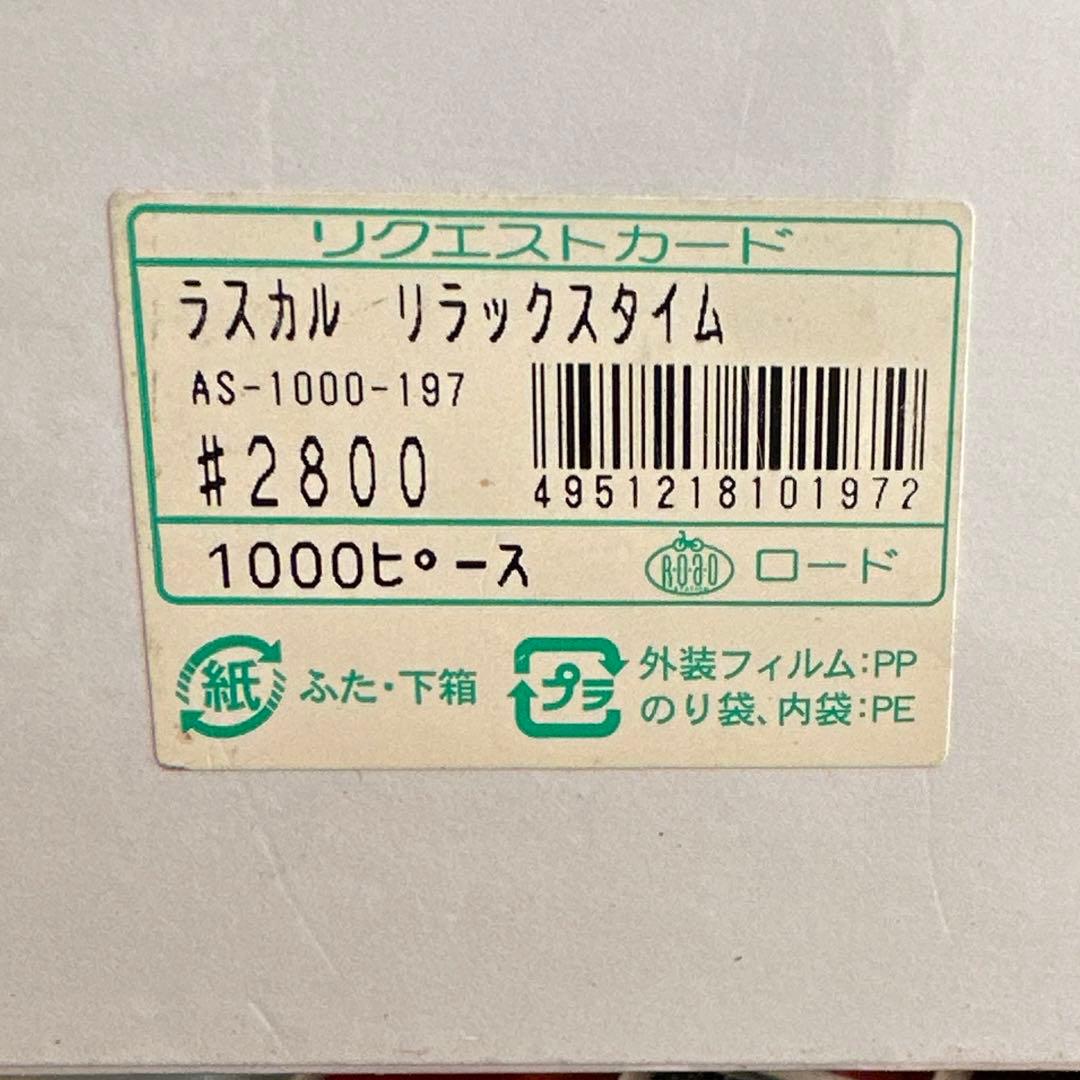 リクエストカード
ラスカル リラックスタイム
AS-1000-197
#2800
4951218101972
1000ピース
R・O・a・D ロード
紙 ふた・下箱
プラ 外装フィルム:PP
のり袋、内袋:PE